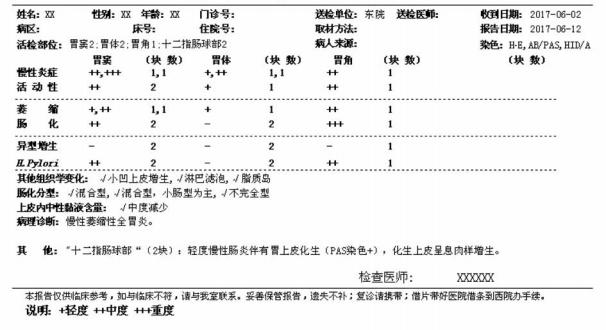 姓名：XX 性别：XX 年龄：XX 门诊号： 送检单位：东院 送检医师： 收到日期：2017-06-02
病区： 床号： 住院号： 取材方法： 报告日期：2017-06-12
活检部位：胃窦2；胃体2；胃角1；十二指肠球部2 病人来源： 染色：H-E,AB/PAS,HID/A
胃窦 （块 数） 胃体 （块 数） 胃角 （块 数） （块 数）
慢性炎症 ++,+++ 1,1 +,++ 1,1 ++ 1
活 动 性 ++ 2 + 1 ++ 1
萎 缩 +,++ 1,1 + 1 ++ 1
肠 化 ++ 2 - 2 +++ 1
异型增生 - 2 - 2 - 1
H.Pylori ++ 2 - 2 ++ 1
其他组织学变化：√小凹上皮增生，√淋巴滤泡，√脂质岛
肠化分型：√混合型，√混合型，小肠型为主，√不完全型
上皮内中性黏液含量：√中度减少
病理诊断：慢性萎缩性全胃炎。
其 他："十二指肠球部"（2块）：轻度慢性肠炎伴有胃上皮化生（PAS染色+），化生上皮呈息肉样增生。
检查医师： XXXXXX
本报告仅供临床参考，如与临床不符，请与我室联系。妥善保管报告，遗失不补；复诊请携带；借片带好医院借条到西院办手续。
说明：+轻度 ++中度 +++重度